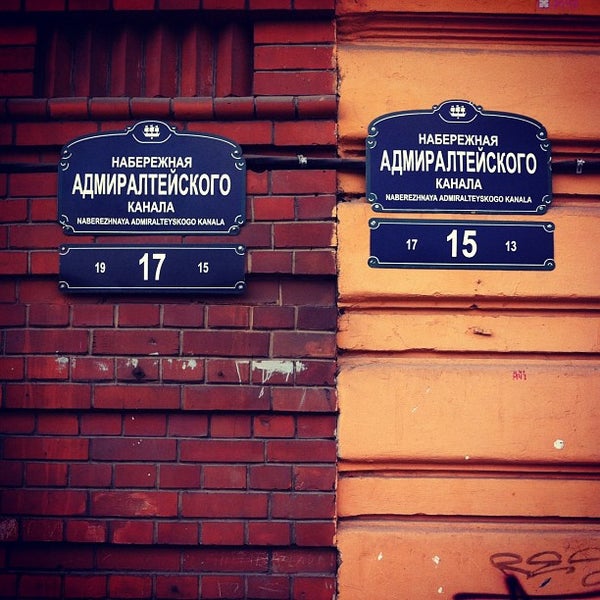 НАБЕРЕЖНАЯ
АДМИРАЛТЕЙСКОГО
КАНАЛА
NABEREZHNAYA ADMIRALTEYSKOGO KANALA
19 17 15
НАБЕРЕЖНАЯ
АДМИРАЛТЕЙСКОГО
КАНАЛА
NABEREZHNAYA ADMIRALTEYSKOGO KANALA
17 15 13